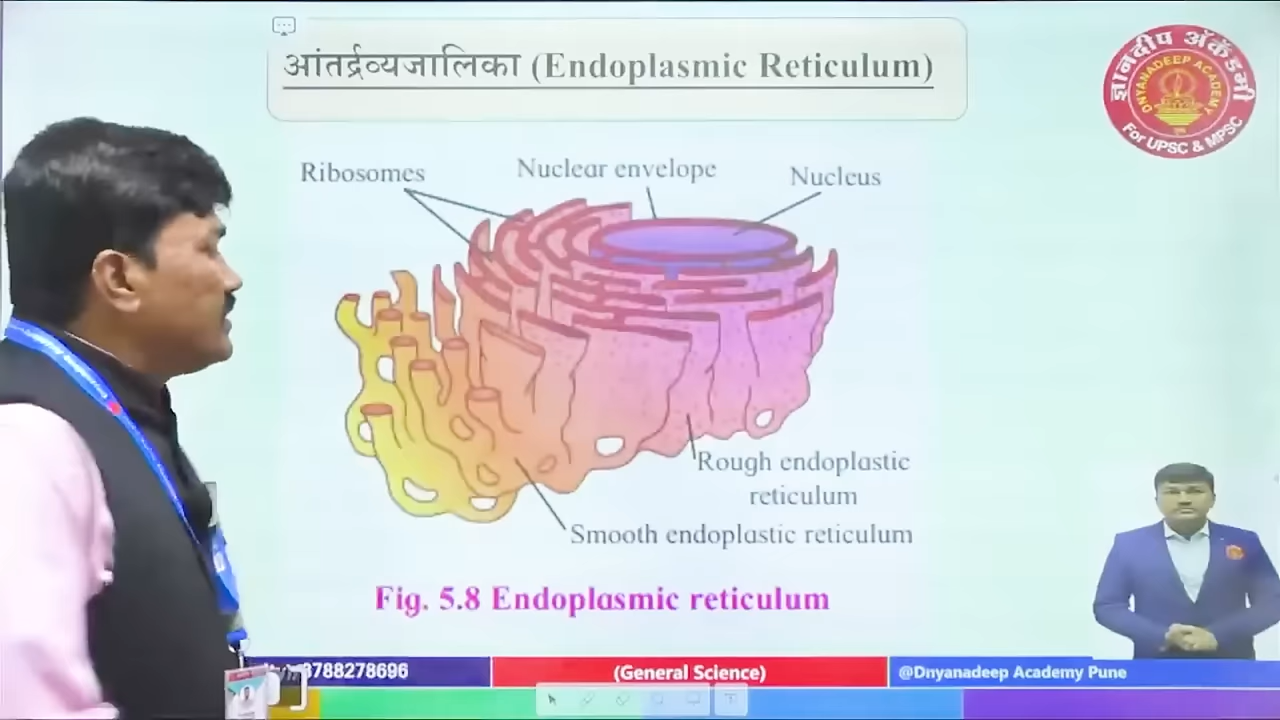 आंतर्द्रव्यजालिका (Endoplasmic Reticulum)
ज्ञानदीप अ‍ॅकॅडमी
DNYANADEEP ACADEMY
For UPSC & MPSC
Ribosomes
Nuclear envelope
Nucleus
Rough endoplastic
reticulum
Smooth endoplastic reticulum
Fig. 5.8 Endoplasmic reticulum
8788278696
(General Science)
@Dnyanadeep Academy Pune